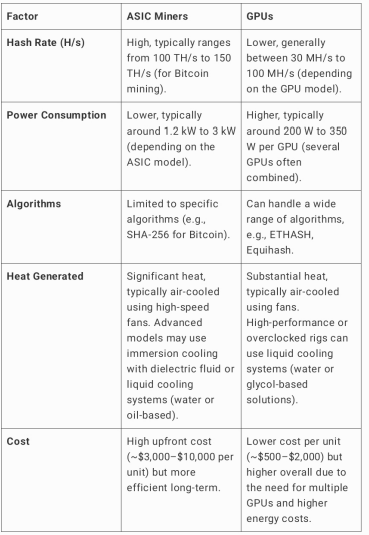 Factor
ASIC Miners
GPUs
Hash Rate (H/s)
High, typically ranges
from 100 TH/s to 150
TH/s (for Bitcoin
mining).
Lower, generally
between 30 MH/s to
100 MH/s (depending
on the GPU model).
Power Consumption
Lower, typically
around 1.2 kW to 3 kW
(depending on the
ASIC model).
Higher, typically
around 200 W to 350
W per GPU (several
GPUs often
combined).
Algorithms
Limited to specific
algorithms (e.g.,
SHA-256 for Bitcoin).
Can handle a wide
range of algorithms,
e.g., ETHASH,
Equihash.
Heat Generated
Significant heat,
typically air-cooled
using high-speed
fans. Advanced
models may use
immersion cooling
with dielectric fluid or
liquid cooling
systems (water or
oil-based).
Substantial heat,
typically air-cooled
using fans.
High-performance or
overclocked rigs can
use liquid cooling
systems (water or
glycol-based
solutions).
Cost
High upfront cost
(~$3,000–$10,000 per
unit) but more
efficient long-term.
Lower cost per unit
(~$500–$2,000) but
higher overall due to
the need for multiple
GPUs and higher
energy costs.